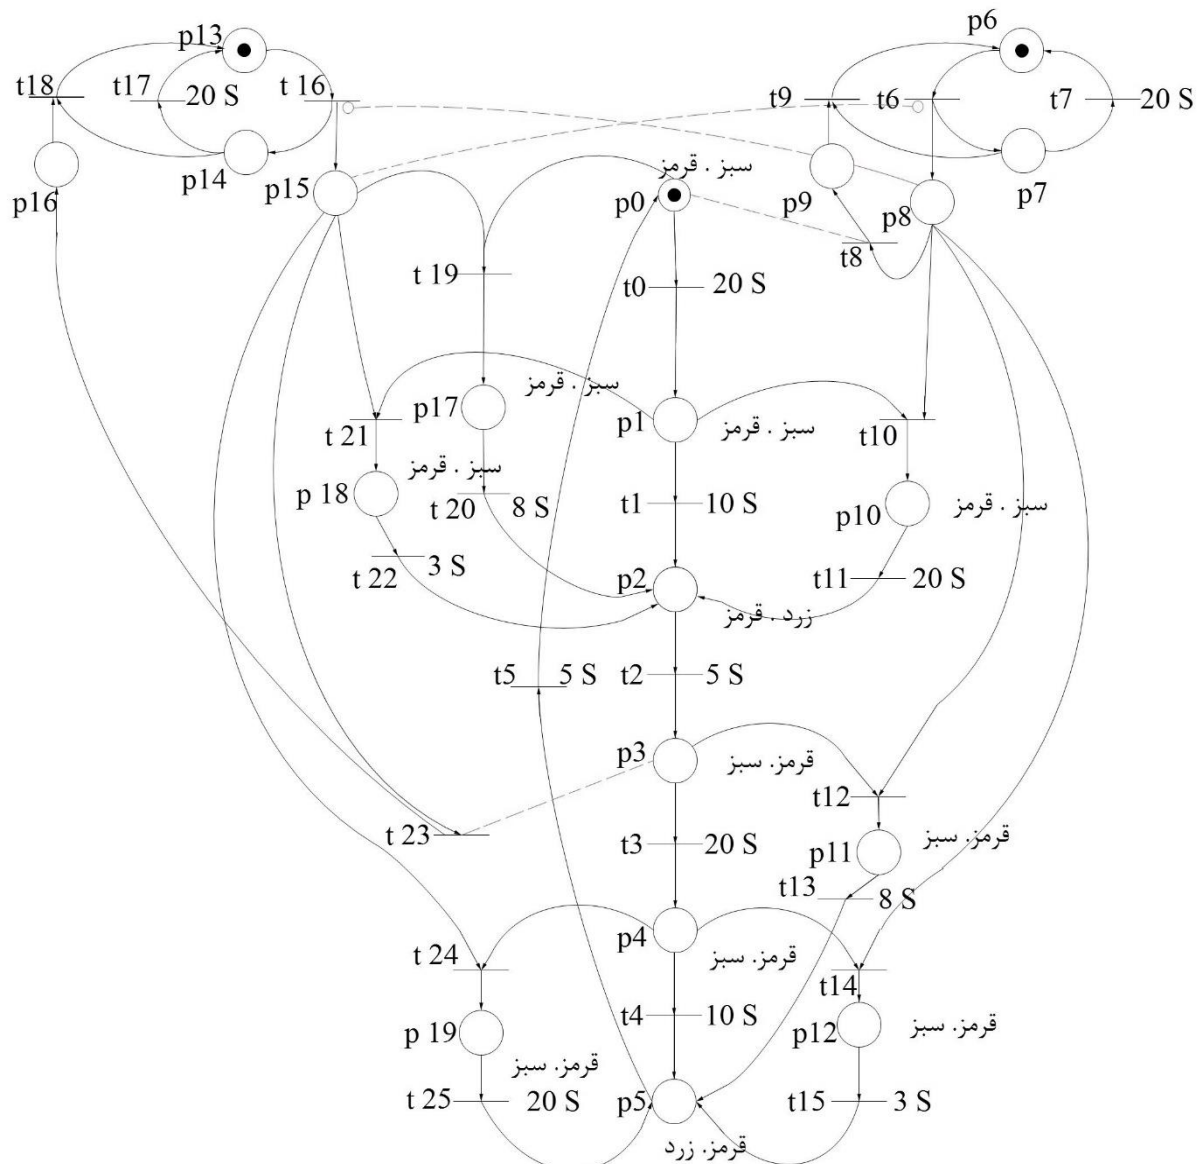 p13
p6
t18
t17
20 S
t 16
t9
t6
t7
20 S
p16
p14
p15
سبز . قرمز
p0
p9
p8
p7
t8
t 19
t0
20 S
سبز . قرمز
p17
p1
سبز . قرمز
t 21
t10
سبز . قرمز
p 18
t 20
8 S
t1
10 S
p10
سبز . قرمز
t 22
3 S
p2
t11
20 S
زرد . قرمز
t5
5 S
t2
5 S
p3
قرمز. سبز
t12
t 23
t3
20 S
p11
قرمز. سبز
t13
8 S
p4
قرمز. سبز
t 24
t14
t4
10 S
p 19
p12
قرمز. سبز
قرمز. سبز
t 25
20 S
p5
t15
3 S
قرمز. زرد